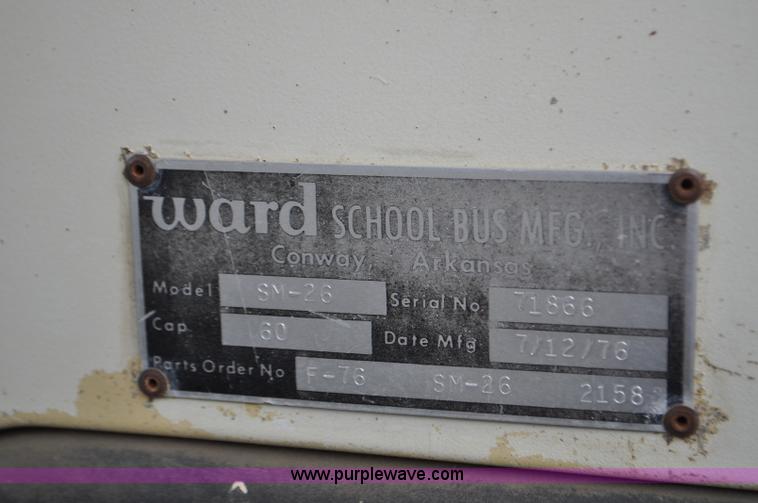 ward SCHOOL BUS MFG., INC.
Conway, Arkansas
Model SM-26 Serial No. 71866
Cap. 60 Date Mfg 7/12/76
Parts Order No F-76 SM-26 2158
www.purplewave.com